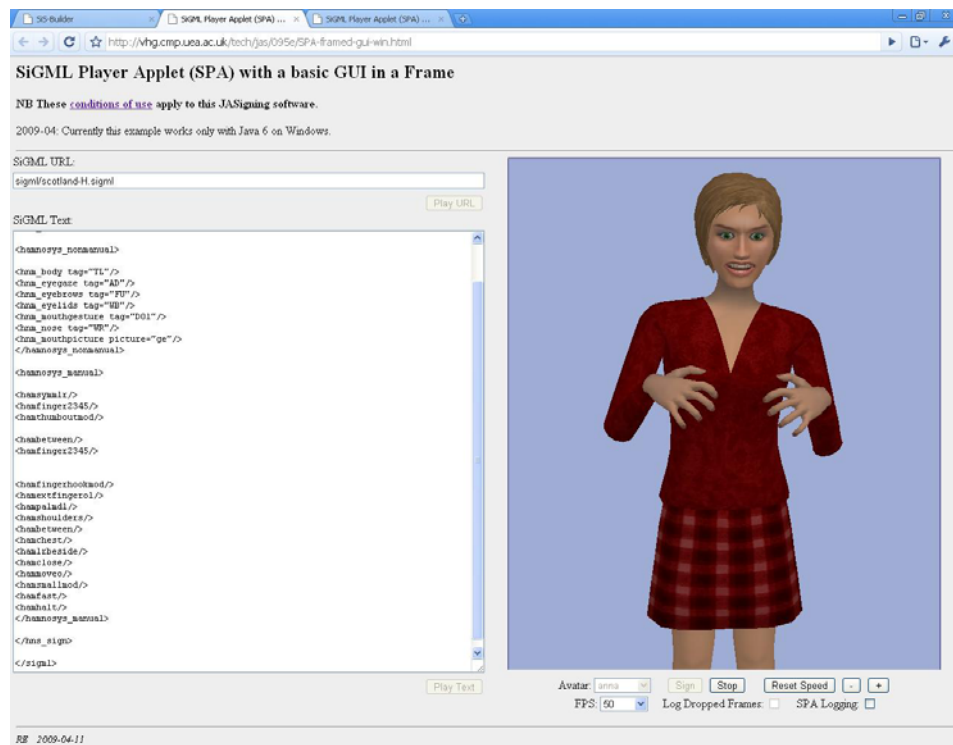 SiS-Builder
SiGML Player Applet (SPA) ...
SiGML Player Applet (SPA) ...
http://vhg.cmp.uea.ac.uk/tech/jas/095e/SPA-framed-gui-win.html
SiGML Player Applet (SPA) with a basic GUI in a Frame
NB These conditions of use apply to this JASigning software.
2009-04: Currently this example works only with Java 6 on Windows.
SiGML URL:
sigml/scotland-H.sigml
Play URL
SiGML Text:
<hamnosys_nonmanual>
<hnm_body tag="TL"/>
<hnm_eyegaze tag="AD"/>
<hnm_eyebrows tag="FU"/>
<hnm_eyelids tag="WB"/>
<hnm_mouthgesture tag="D01"/>
<hnm_nose tag="WR"/>
<hnm_mouthpicture picture="ge"/>
</hamnosys_nonmanual>
<hamnosys_manual>
<hamsymmlr/>
<hamfinger2345/>
<hamthumboutmod/>
<hambetween/>
<hamfinger2345/>
<hamfingerhookmod/>
<hamextfingerol/>
<hampalmdl/>
<hamshoulders/>
<hambetween/>
<hamchest/>
<hamlrbeside/>
<hamclose/>
<hammoveo/>
<hamsmallmod/>
<hamfast/>
<hamhalt/>
</hamnosys_manual>
</hns_sign>
</sigml>
Play Text
Avatar: anna Sign Stop Reset Speed - +
FPS: 50 Log Dropped Frames: SPA Logging:
RE 2009-04-11